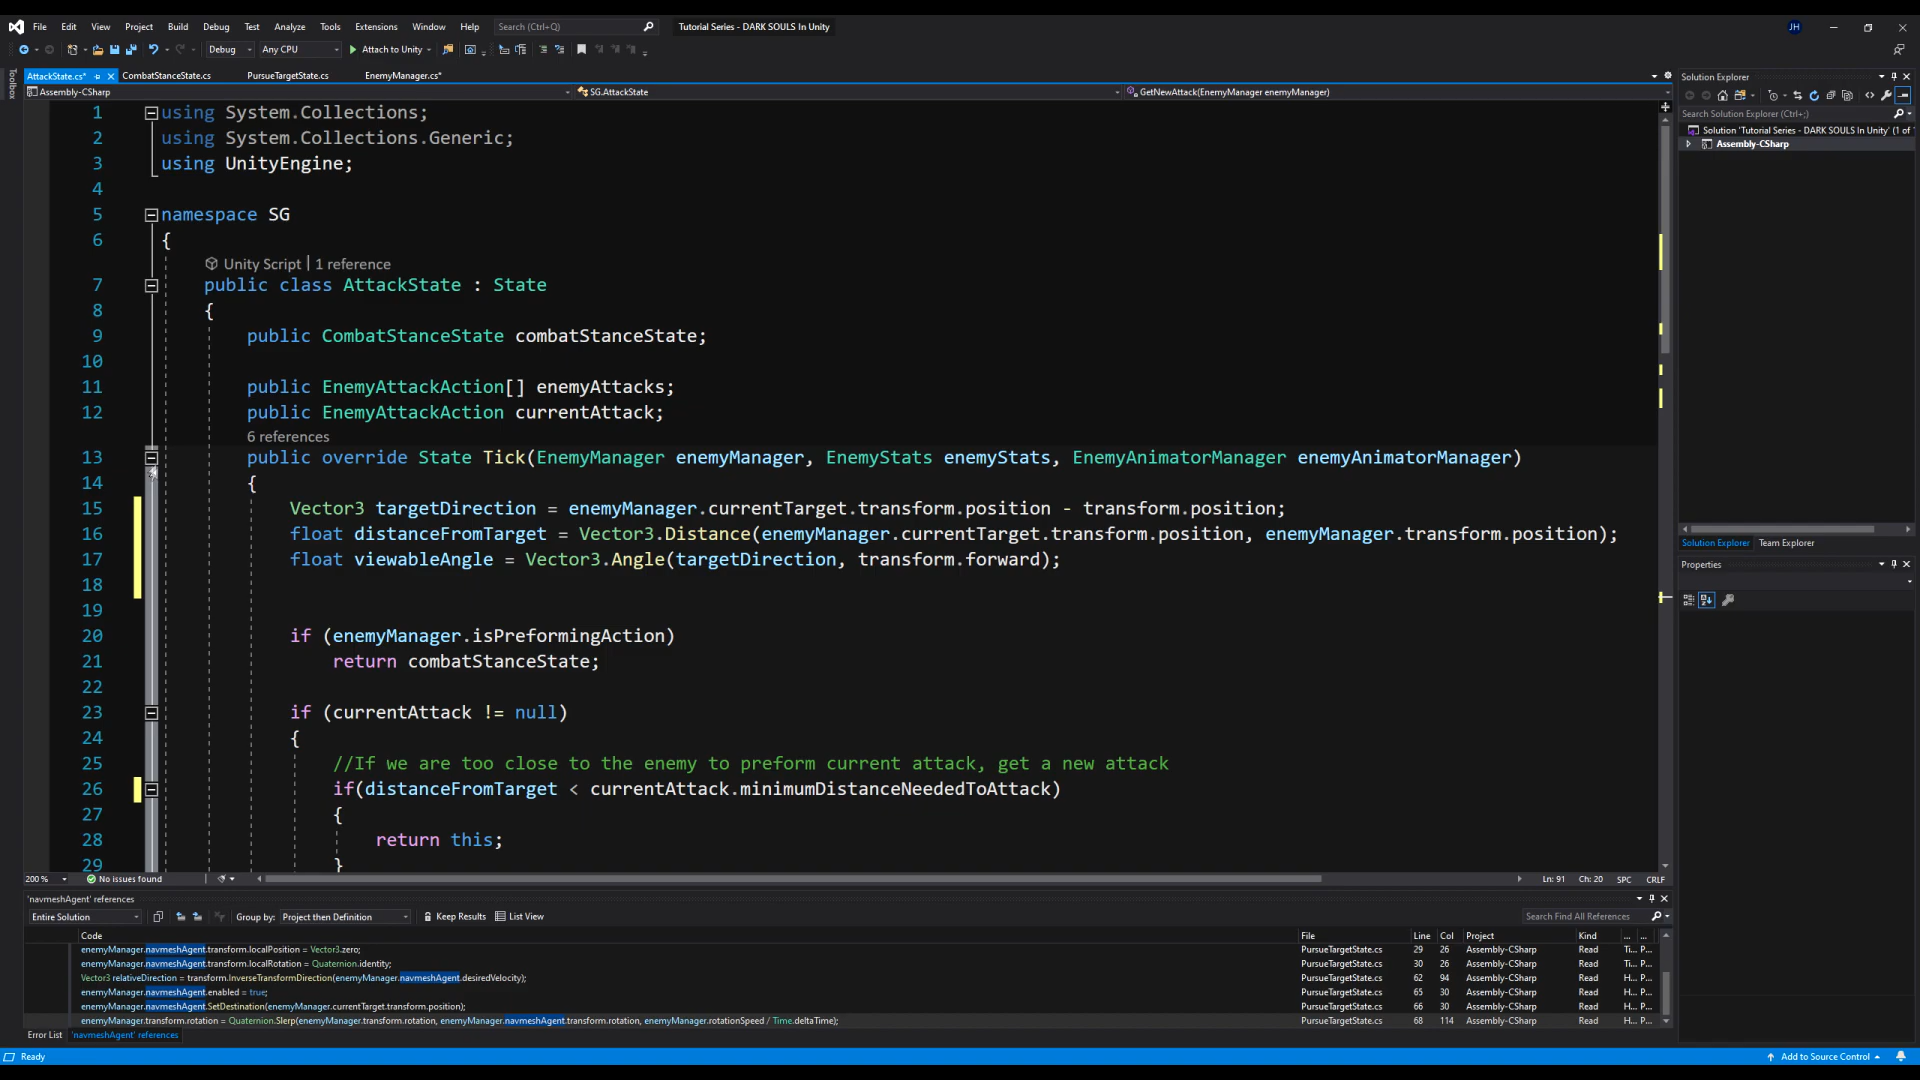 File Edit View Project Build Debug Test Analyze Tools Extensions Window Help Search (Ctrl+Q) Tutorial Series - DARK SOULS In Unity JH
Debug Any CPU Attach to Unity
Toolbox
AttackState.cs* CombatStanceState.cs PursueTargetState.cs EnemyManager.cs*
Assembly-CSharp SG.AttackState GetNewAttack(EnemyManager enemyManager)
1 using System.Collections;
2 using System.Collections.Generic;
3 using UnityEngine;
4
5 namespace SG
6 {
Unity Script | 1 reference
7 public class AttackState : State
8 {
9 public CombatStanceState combatStanceState;
10
11 public EnemyAttackAction[] enemyAttacks;
12 public EnemyAttackAction currentAttack;
6 references
13 public override State Tick(EnemyManager enemyManager, EnemyStats enemyStats, EnemyAnimatorManager enemyAnimatorManager)
14 {
15 Vector3 targetDirection = enemyManager.currentTarget.transform.position - transform.position;
16 float distanceFromTarget = Vector3.Distance(enemyManager.currentTarget.transform.position, enemyManager.transform.position);
17 float viewableAngle = Vector3.Angle(targetDirection, transform.forward);
18
19
20 if (enemyManager.isPreformingAction)
21 return combatStanceState;
22
23 if (currentAttack != null)
24 {
25 //If we are too close to the enemy to preform current attack, get a new attack
26 if(distanceFromTarget < currentAttack.minimumDistanceNeededToAttack)
27 {
28 return this;
29 }
200 % No issues found Ln: 91 Ch: 20 SPC CRLF
'navmeshAgent' references
Entire Solution Group by: Project then Definition Keep Results List View Search Find All References
Code File Line Col Project Kind ... ...
enemyManager.navmeshAgent.transform.localPosition = Vector3.zero; PursueTargetState.cs 29 26 Assembly-CSharp Read Ti... P...
enemyManager.navmeshAgent.transform.localRotation = Quaternion.identity; PursueTargetState.cs 30 26 Assembly-CSharp Read Ti... P...
Vector3 relativeDirection = transform.InverseTransformDirection(enemyManager.navmeshAgent.desiredVelocity); PursueTargetState.cs 62 94 Assembly-CSharp Read H... P...
enemyManager.navmeshAgent.enabled = true; PursueTargetState.cs 65 30 Assembly-CSharp Read H... P...
enemyManager.navmeshAgent.SetDestination(enemyManager.currentTarget.transform.position); PursueTargetState.cs 66 30 Assembly-CSharp Read H... P...
enemyManager.transform.rotation = Quaternion.Slerp(enemyManager.transform.rotation, enemyManager.navmeshAgent.transform.rotation, enemyManager.rotationSpeed / Time.deltaTime); PursueTargetState.cs 68 114 Assembly-CSharp Read H... P...
Error List 'navmeshAgent' references
Ready Add to Source Control
Solution Explorer
Search Solution Explorer (Ctrl+;)
Solution 'Tutorial Series - DARK SOULS In Unity' (1 of
Assembly-CSharp
Solution Explorer Team Explorer
Properties